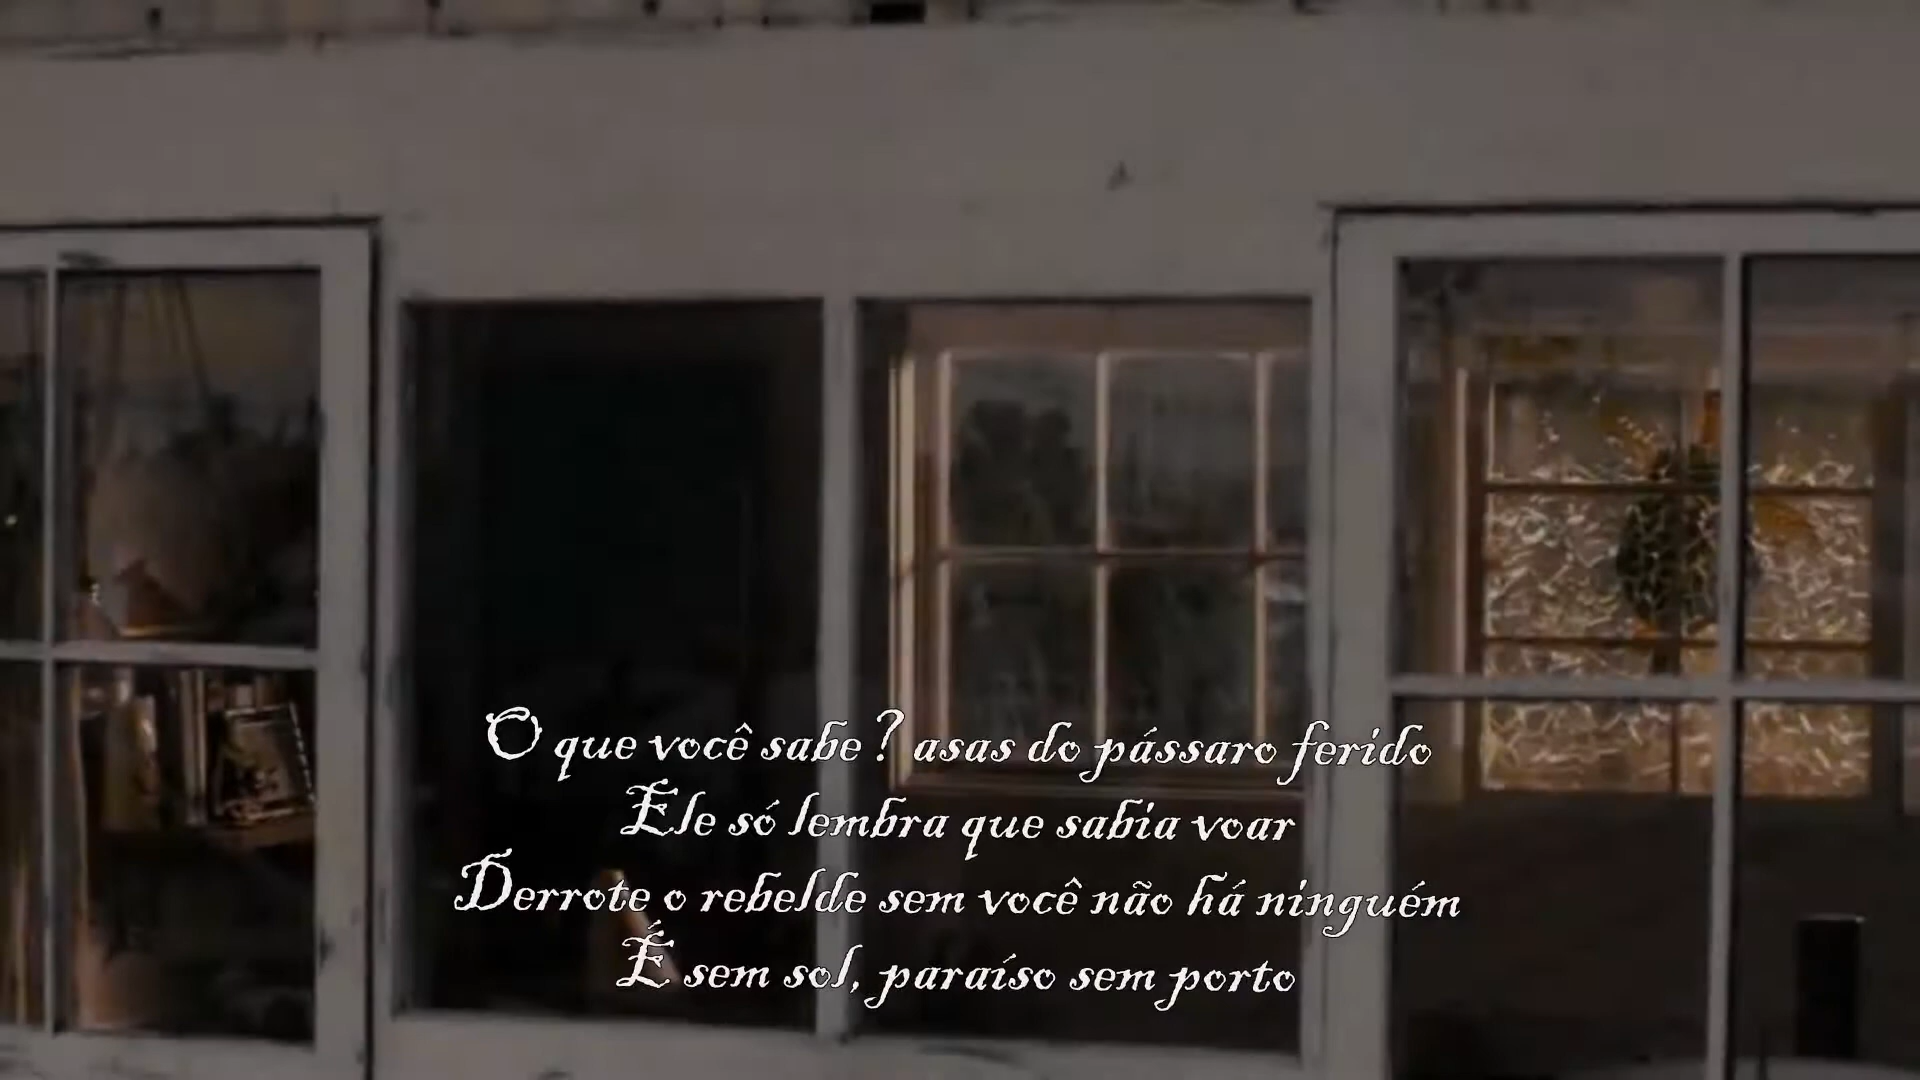 O que você sabe? asas do pássaro ferido
Ele só lembra que sabia voar
Derrote o rebelde sem você não há ninguém
É sem sol, paraíso sem porto